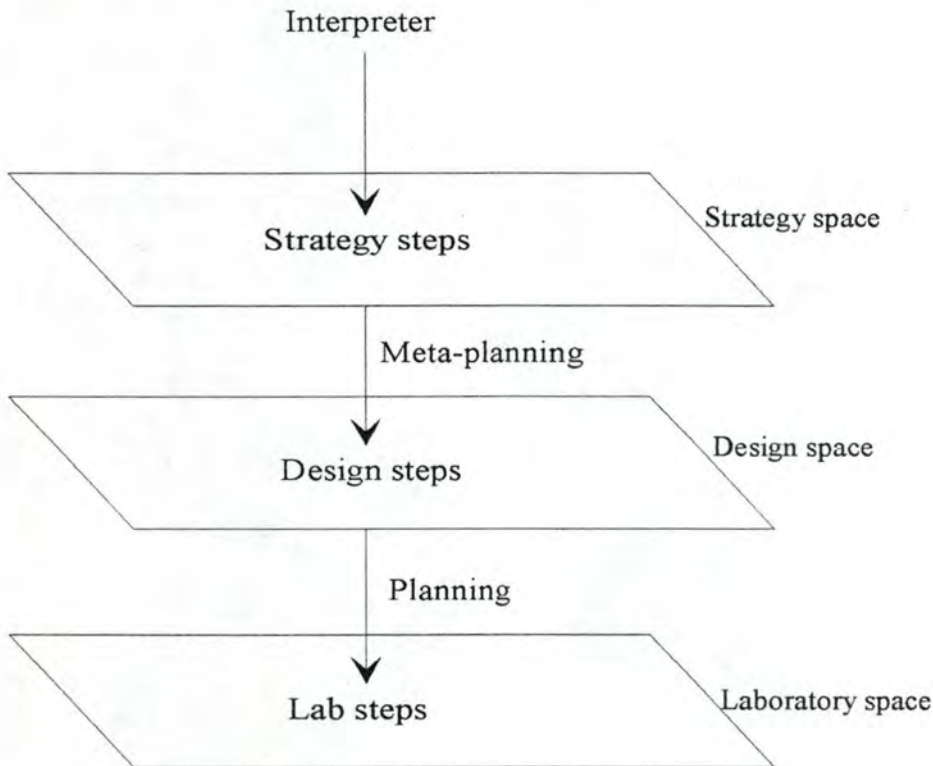 Interpreter
Strategy space
Strategy steps
Meta-planning
Design space
Design steps
Planning
Laboratory space
Lab steps